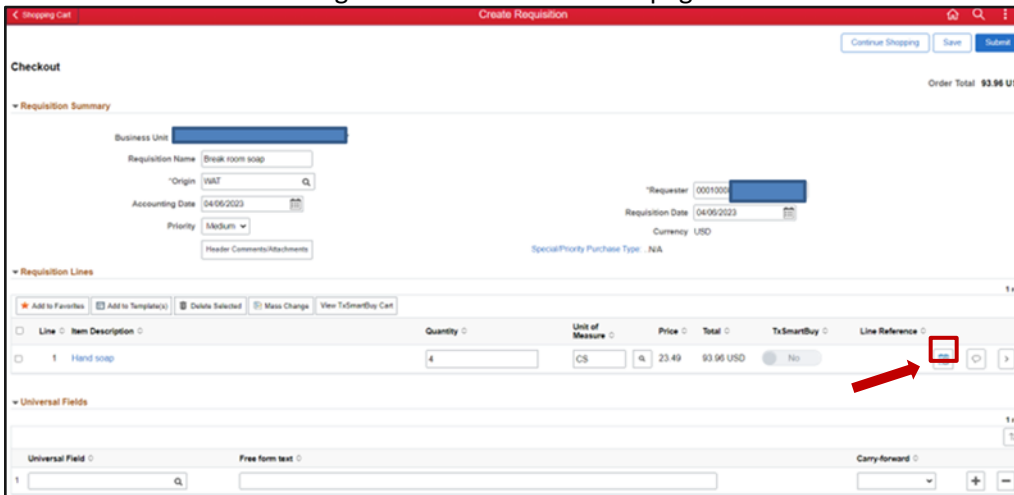 Shopping Cart Create Requisition
Continue Shopping Save Submit
Checkout
Order Total 93.96
Requisition Summary
Business Unit
Requisition Name Break room soap
*Origin WAT
*Requester 0001000
Accounting Date 04/06/2023
Requisition Date 04/06/2023
Priority Medium
Currency USD
Header Comments/Attachments
Special/Priority Purchase Type: . N/A
Requisition Lines
Add to Favorites Add to Template(s) Delete Selected Mass Change View TxSmartBuy Cart
Line Item Description Quantity Unit of Measure Price Total TxSmartBuy Line Reference
1 Hand soap 4 CS 23.49 93.96 USD No
Universal Fields
Universal Field Free form text Carry-forward
1